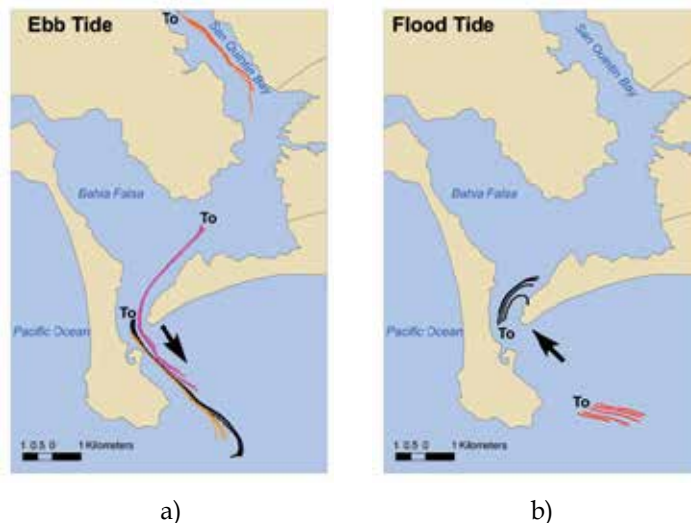 Ebb Tide
To
San Quintin Bay
Bahia Falsa
To
To
Pacific Ocean
1 0.5 0 1 Kilometers
a)
Flood Tide
San Quintin Bay
Bahia Falsa
To
Pacific Ocean
To
1 0.5 0 1 Kilometers
b)